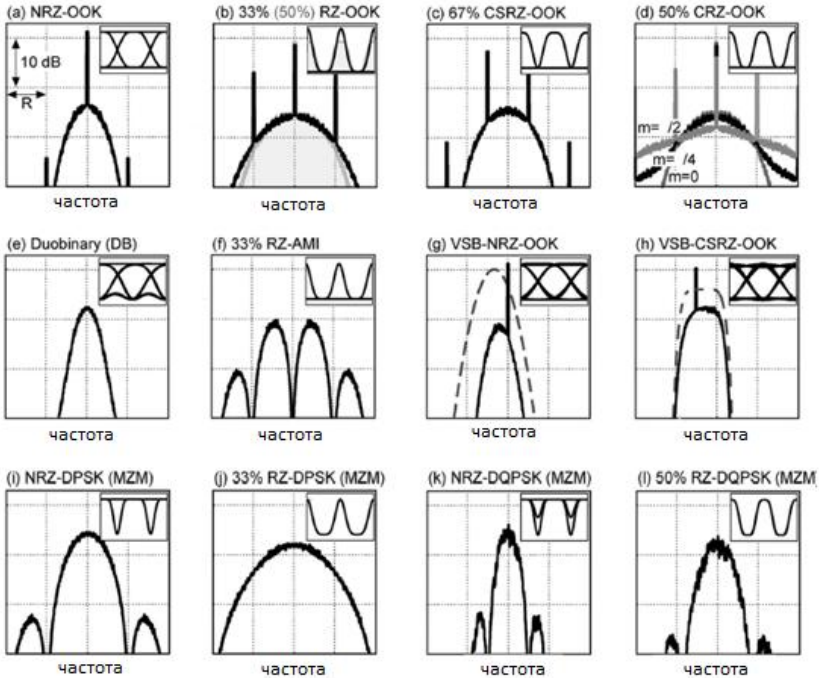 (a) NRZ-OOK
(b) 33% (50%) RZ-OOK
(c) 67% CSRZ-OOK
(d) 50% CRZ-OOK
10 dB
R
m= /2
m= /4
m=0
частота
частота
частота
частота
(e) Duobinary (DB)
(f) 33% RZ-AMI
(g) VSB-NRZ-OOK
(h) VSB-CSRZ-OOK
частота
частота
частота
частота
(i) NRZ-DPSK (MZM)
(j) 33% RZ-DPSK (MZM)
(k) NRZ-DQPSK (MZM)
(l) 50% RZ-DQPSK (MZM)
частота
частота
частота
частота